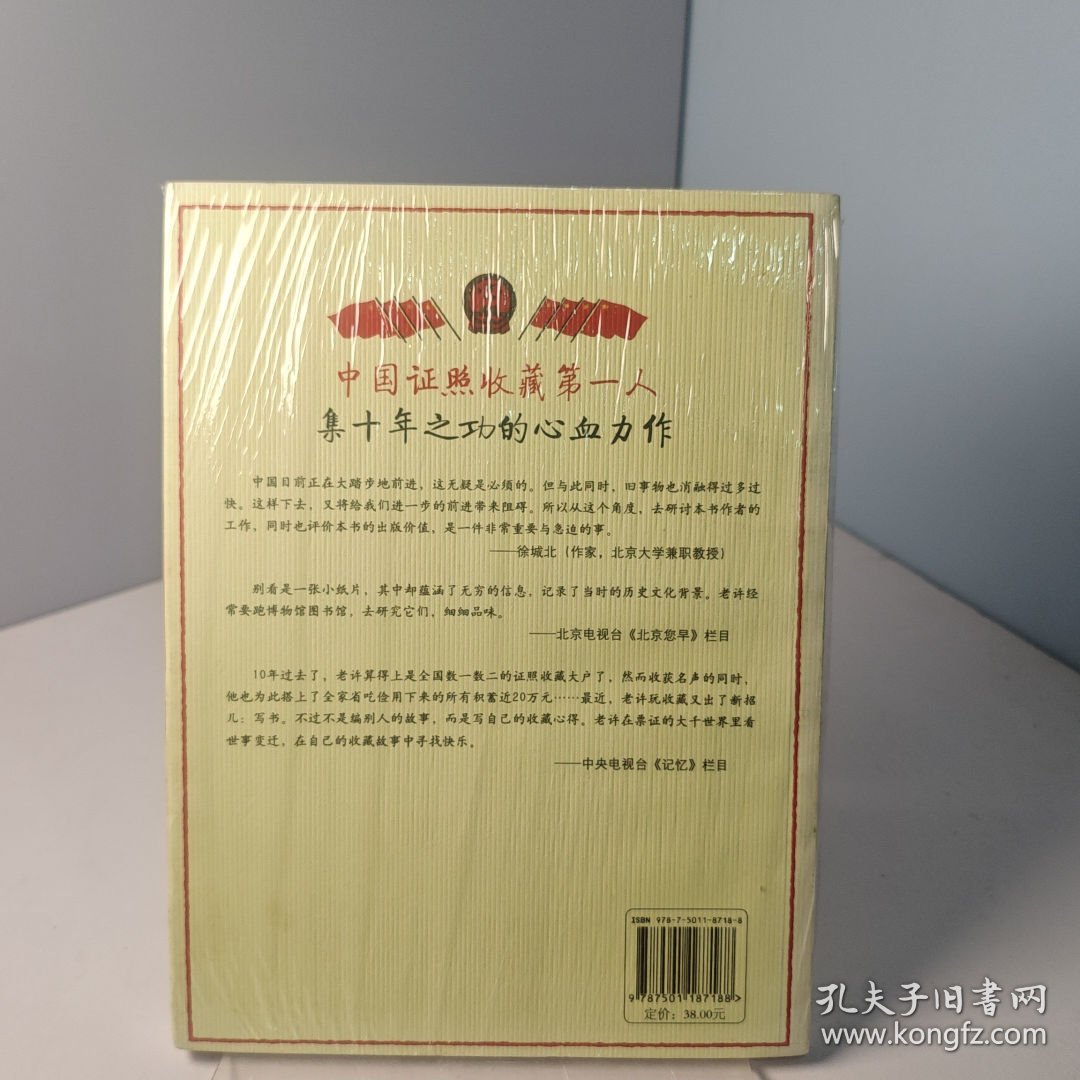 中国证照收藏第一人
集十年之功的心血力作
中国目前正在大踏步地前进，这无疑是必须的。但与此同时，旧事物也消融得过多过
快。这样下去，又将给我们进一步的前进带来阻碍。所以从这个角度，去研讨本书作者的
工作，同时也评价本书的出版价值，是一件非常重要与急迫的事。
——徐城北（作家，北京大学兼职教授）
别看是一张小纸片，其中却蕴涵了无穷的信息，记录了当时的历史文化背景。老许经
常要跑博物馆图书馆，去研究它们，细细品味。
——北京电视台《北京您早》栏目
10年过去了，老许算得上是全国数一数二的证照收藏大户了，然而收获名声的同时，
他也为此搭上了全家省吃俭用下来的所有积蓄近20万元……最近，老许玩收藏又出了新招
儿：写书。不过不是编别人的故事，而是写自己的收藏心得。老许在票证的大千世界里看
世事变迁，在自己的收藏故事中寻找快乐。
——中央电视台《记忆》栏目
ISBN 978-7-5011-8718-8
9 787501 187188 >
定价：38.00元
孔夫子旧书网
www.kongfz.com